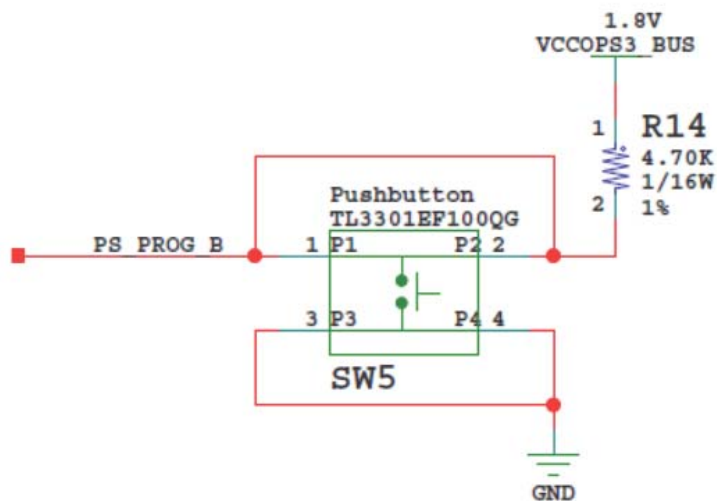 1.8V
VCCOPS3_BUS
1
R14
4.70K
1/16W
2
1%
Pushbutton
TL3301EF100QG
PS_PROG_B
1 P1
P2 2
3 P3
P4 4
SW5
GND